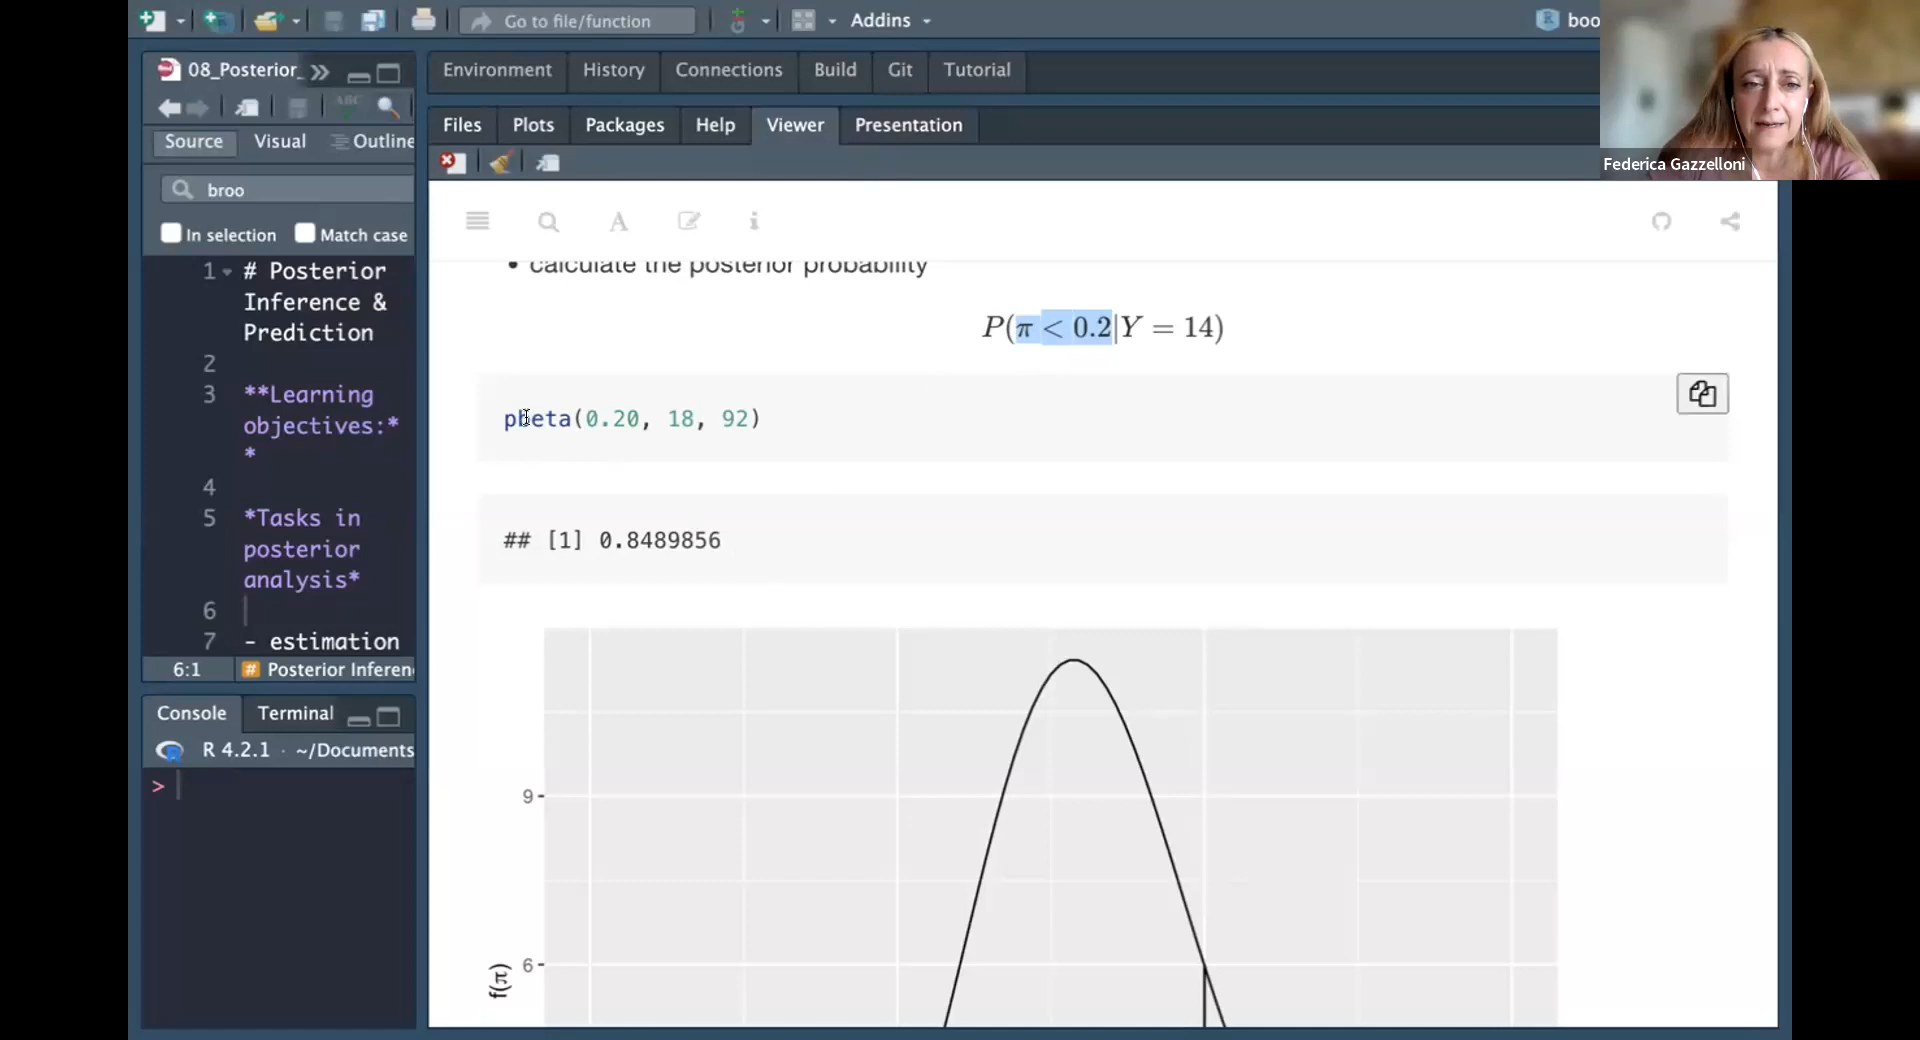 Go to file/function
Addins
boo
08_Posterior_
Environment
History
Connections
Build
Git
Tutorial
ABC
Files
Plots
Packages
Help
Viewer
Presentation
Federica Gazzelloni
Source
Visual
Outline
broo
In selection
Match case
1
# Posterior
Inference &
Prediction
2
3
**Learning
objectives:*
*
4
5
*Tasks in
posterior
analysis*
6
7
- estimation
6:1
# Posterior Inferen
Console
Terminal
R 4.2.1 · ~/Documents
>
A
i
• calculate the posterior probability
P(π < 0.2|Y = 14)
pbeta(0.20, 18, 92)
## [1] 0.8489856
9
6
f(π)